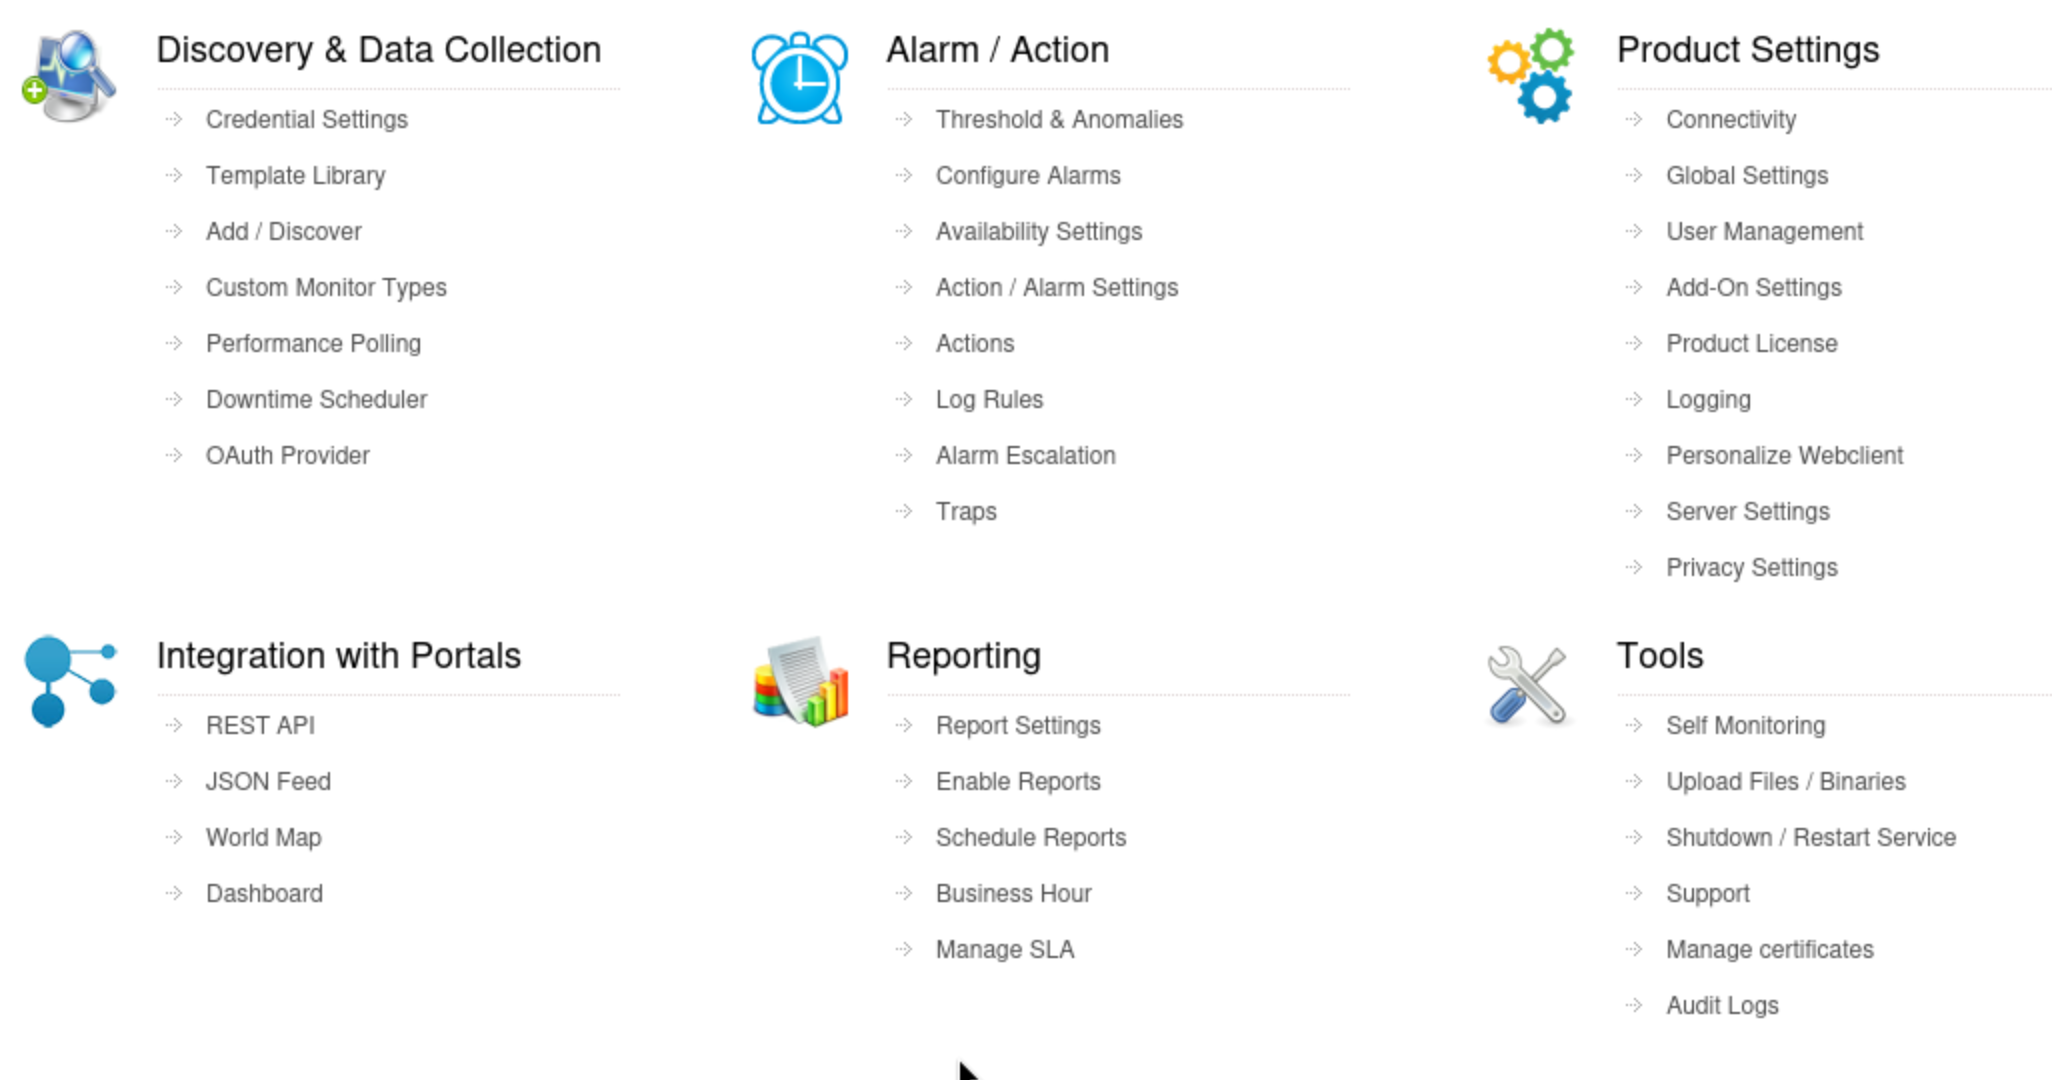 Discovery & Data Collection
Credential Settings
Template Library
Add / Discover
Custom Monitor Types
Performance Polling
Downtime Scheduler
OAuth Provider
Alarm / Action
Threshold & Anomalies
Configure Alarms
Availability Settings
Action / Alarm Settings
Actions
Log Rules
Alarm Escalation
Traps
Product Settings
Connectivity
Global Settings
User Management
Add-On Settings
Product License
Logging
Personalize Webclient
Server Settings
Privacy Settings
Integration with Portals
REST API
JSON Feed
World Map
Dashboard
Reporting
Report Settings
Enable Reports
Schedule Reports
Business Hour
Manage SLA
Tools
Self Monitoring
Upload Files / Binaries
Shutdown / Restart Service
Support
Manage certificates
Audit Logs